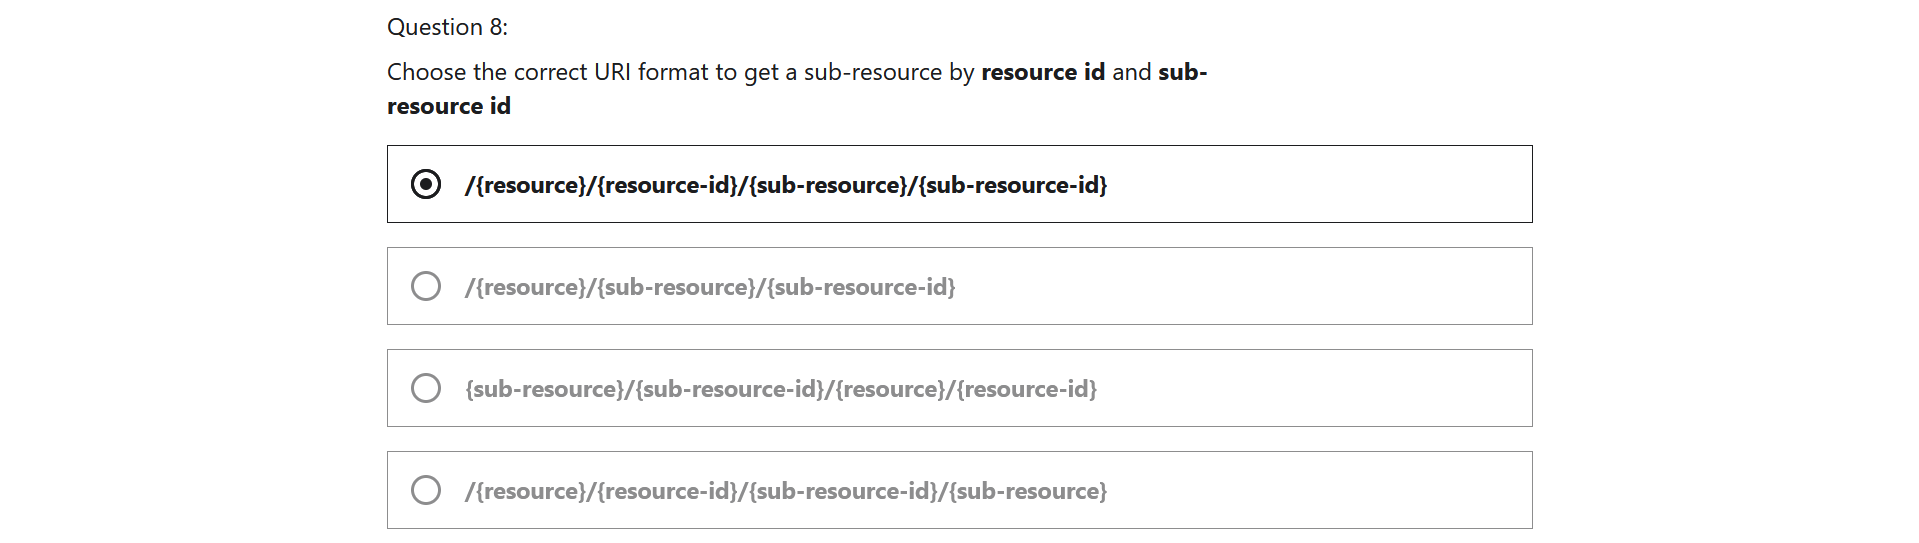 Question 8:
Choose the correct URI format to get a sub-resource by resource id and sub-
resource id
/{resource}/{resource-id}/{sub-resource}/{sub-resource-id}
/{resource}/{sub-resource}/{sub-resource-id}
{sub-resource}/{sub-resource-id}/{resource}/{resource-id}
/{resource}/{resource-id}/{sub-resource-id}/{sub-resource}